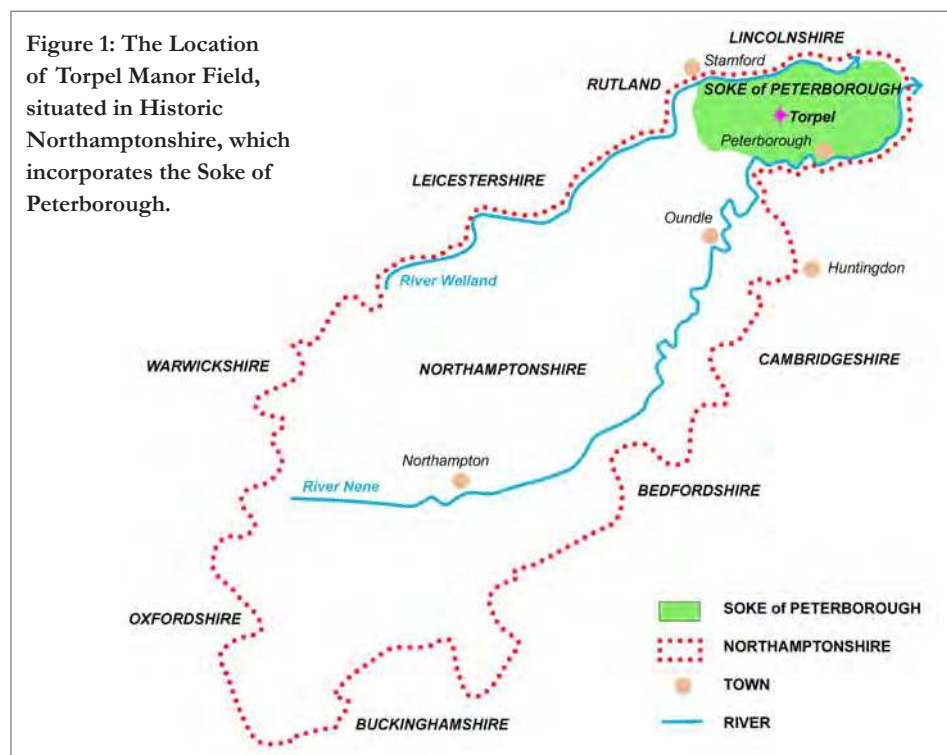 Figure 1: The Location
of Torpel Manor Field,
situated in Historic
Northamptonshire, which
incorporates the Soke of
Peterborough.
LINCOLNSHIRE
Stamford
RUTLAND
SOKE of PETERBOROUGH
Torpel
Peterborough
LEICESTERSHIRE
Oundle
Huntingdon
River Welland
WARWICKSHIRE
NORTHAMPTONSHIRE
CAMBRIDGESHIRE
Northampton
River Nene
BEDFORDSHIRE
OXFORDSHIRE
BUCKINGHAMSHIRE
SOKE of PETERBOROUGH
NORTHAMPTONSHIRE
TOWN
RIVER